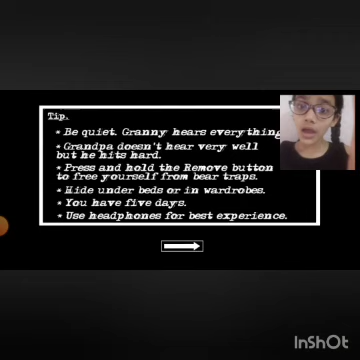 Tip.
* Be quiet. Granny hears everything
* Grandpa doesn't hear very well
but he hits hard.
* Press and hold the Remove button
to free yourself from bear traps.
* Hide under beds or in wardrobes.
* You have five days.
* Use headphones for best experience.
InShOt